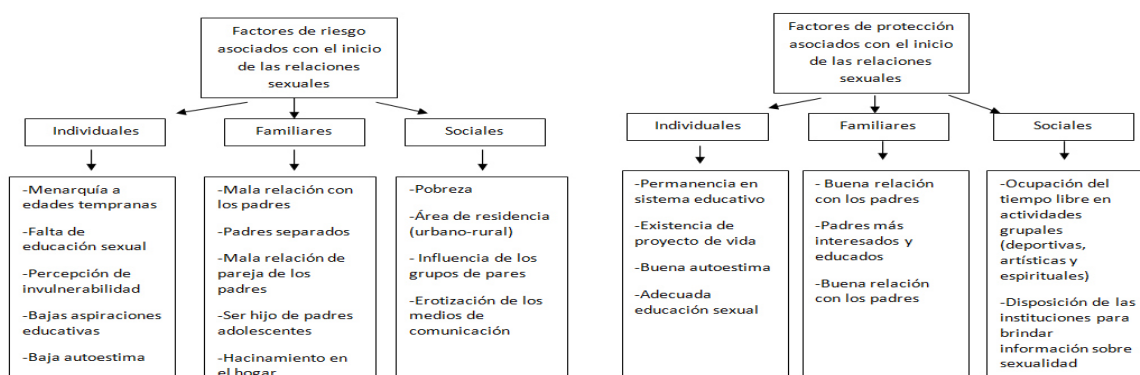 Factores de riesgo
asociados con el inicio
de las relaciones
sexuales
Individuales
Familiares
Sociales
-Menarquía a
edades tempranas
-Falta de
educación sexual
-Percepción de
invulnerabilidad
-Bajas aspiraciones
educativas
-Baja autoestima
-Mala relación con
los padres
-Padres separados
-Mala relación de
pareja de los
padres
-Ser hijo de padres
adolescentes
-Hacinamiento en
el hogar
-Pobreza
-Área de residencia
(urbano-rural)
- Influencia de los
grupos de pares
-Erotización de los
medios de
comunicación
Factores de protección
asociados con el inicio
de las relaciones
sexuales
Individuales
Familiares
Sociales
-Permanencia en
sistema educativo
-Existencia de
proyecto de vida
-Buena autoestima
-Adecuada
educación sexual
- Buena relación
con los padres
-Padres más
interesados y
educados
-Buena relación
con los padres
-Ocupación del
tiempo libre en
actividades
grupales
(deportivas,
artísticas y
espirituales)
-Disposición de las
instituciones para
brindar
información sobre
sexualidad